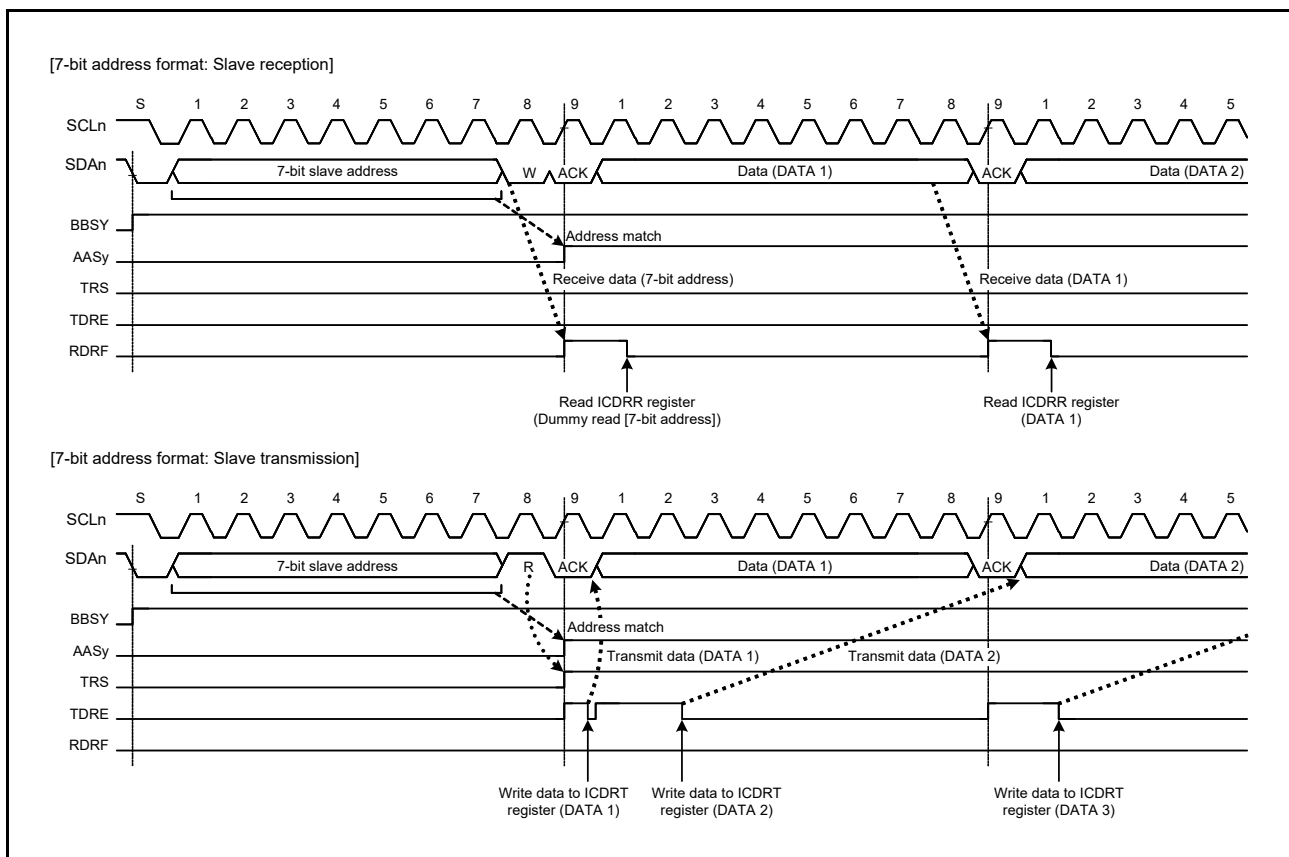 [7-bit address format: Slave reception]
S 1 2 3 4 5 6 7 8 9 1 2 3 4 5 6 7 8 9 1 2 3 4 5
SCLn
SDAn 7-bit slave address W ACK Data (DATA 1) ACK Data (DATA 2)
BBSY
Address match
AASy
Receive data (7-bit address) Receive data (DATA 1)
TRS
TDRE
RDRF
Read ICDRR register Read ICDRR register
(Dummy read [7-bit address]) (DATA 1)
[7-bit address format: Slave transmission]
S 1 2 3 4 5 6 7 8 9 1 2 3 4 5 6 7 8 9 1 2 3 4 5
SCLn
SDAn 7-bit slave address R ACK Data (DATA 1) ACK Data (DATA 2)
BBSY
Address match
AASy
Transmit data (DATA 1) Transmit data (DATA 2)
TRS
TDRE
RDRF
Write data to ICDRT Write data to ICDRT Write data to ICDRT
register (DATA 1) register (DATA 2) register (DATA 3)